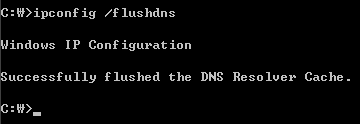 C:₩>ipconfig /flushdns
Windows IP Configuration
Successfully flushed the DNS Resolver Cache.
C:₩>_